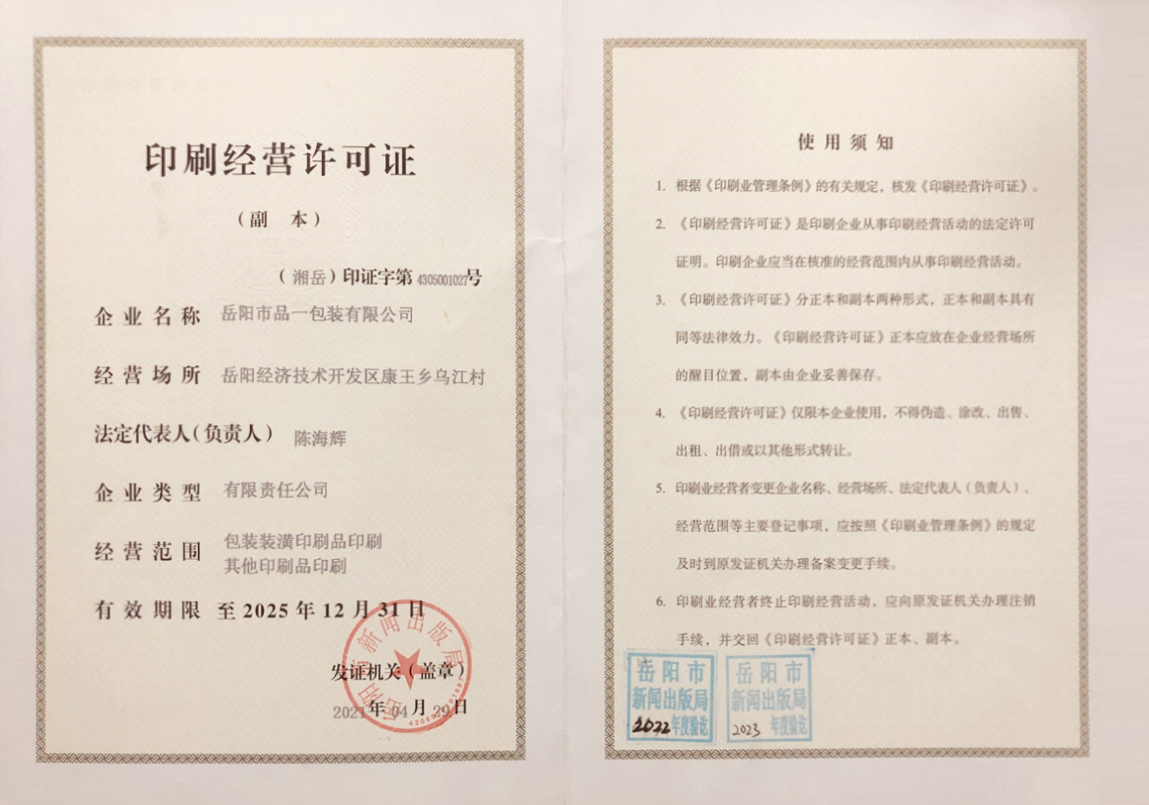 印刷经营许可证
（副 本）
（湘岳）印证字第4305001027号
企业名称 岳阳市品一包装有限公司
经营场所 岳阳经济技术开发区康王乡乌江村
法定代表人（负责人） 陈海辉
企业类型 有限责任公司
经营范围 包装装潢印刷品印刷
其他印刷品印刷
有效期限 至2025年12月31日
发证机关（盖章）
2021年04月29日
岳阳市新闻出版局
使用须知
1. 根据《印刷业管理条例》的有关规定，核发《印刷经营许可证》。
2. 《印刷经营许可证》是印刷企业从事印刷经营活动的法定许可
证明。印刷企业应当在核准的经营范围内从事印刷经营活动。
3. 《印刷经营许可证》分正本和副本两种形式，正本和副本具有
同等法律效力。《印刷经营许可证》正本应放在企业经营场所
的醒目位置，副本由企业妥善保存。
4. 《印刷经营许可证》仅限本企业使用，不得伪造、涂改、出售、
出租、出借或以其他形式转让。
5. 印刷业经营者变更企业名称、经营场所、法定代表人（负责人）、
经营范围等主要登记事项，应按照《印刷业管理条例》的规定
及时到原发证机关办理备案变更手续。
6. 印刷业经营者终止印刷经营活动，应向原发证机关办理注销
手续，并交回《印刷经营许可证》正本、副本。
岳阳市
新闻出版局
2022年度验讫
岳阳市
新闻出版局
2023年度验讫